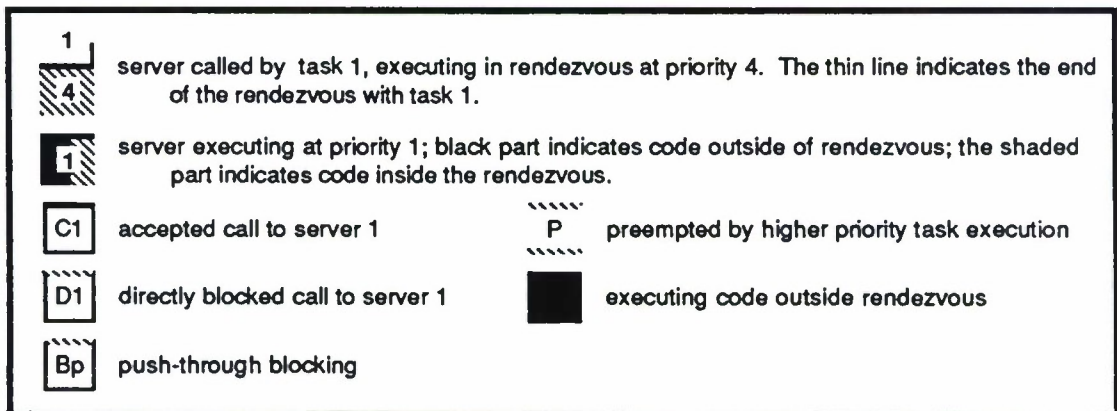 1
4
server called by task 1, executing in rendezvous at priority 4. The thin line indicates the end
of the rendezvous with task 1.
1
server executing at priority 1; black part indicates code outside of rendezvous; the shaded
part indicates code inside the rendezvous.
C1 accepted call to server 1
P preempted by higher priority task execution
D1 directly blocked call to server 1
executing code outside rendezvous
Bp push-through blocking